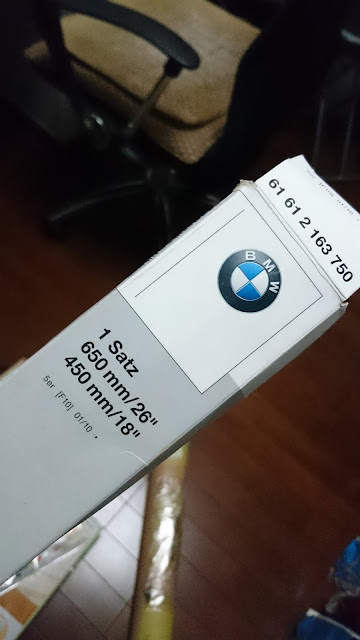 61 61 2 163 750
BMW
1 Satz
650 mm/26"
450 mm/18"
5er (F10) 01/10-•